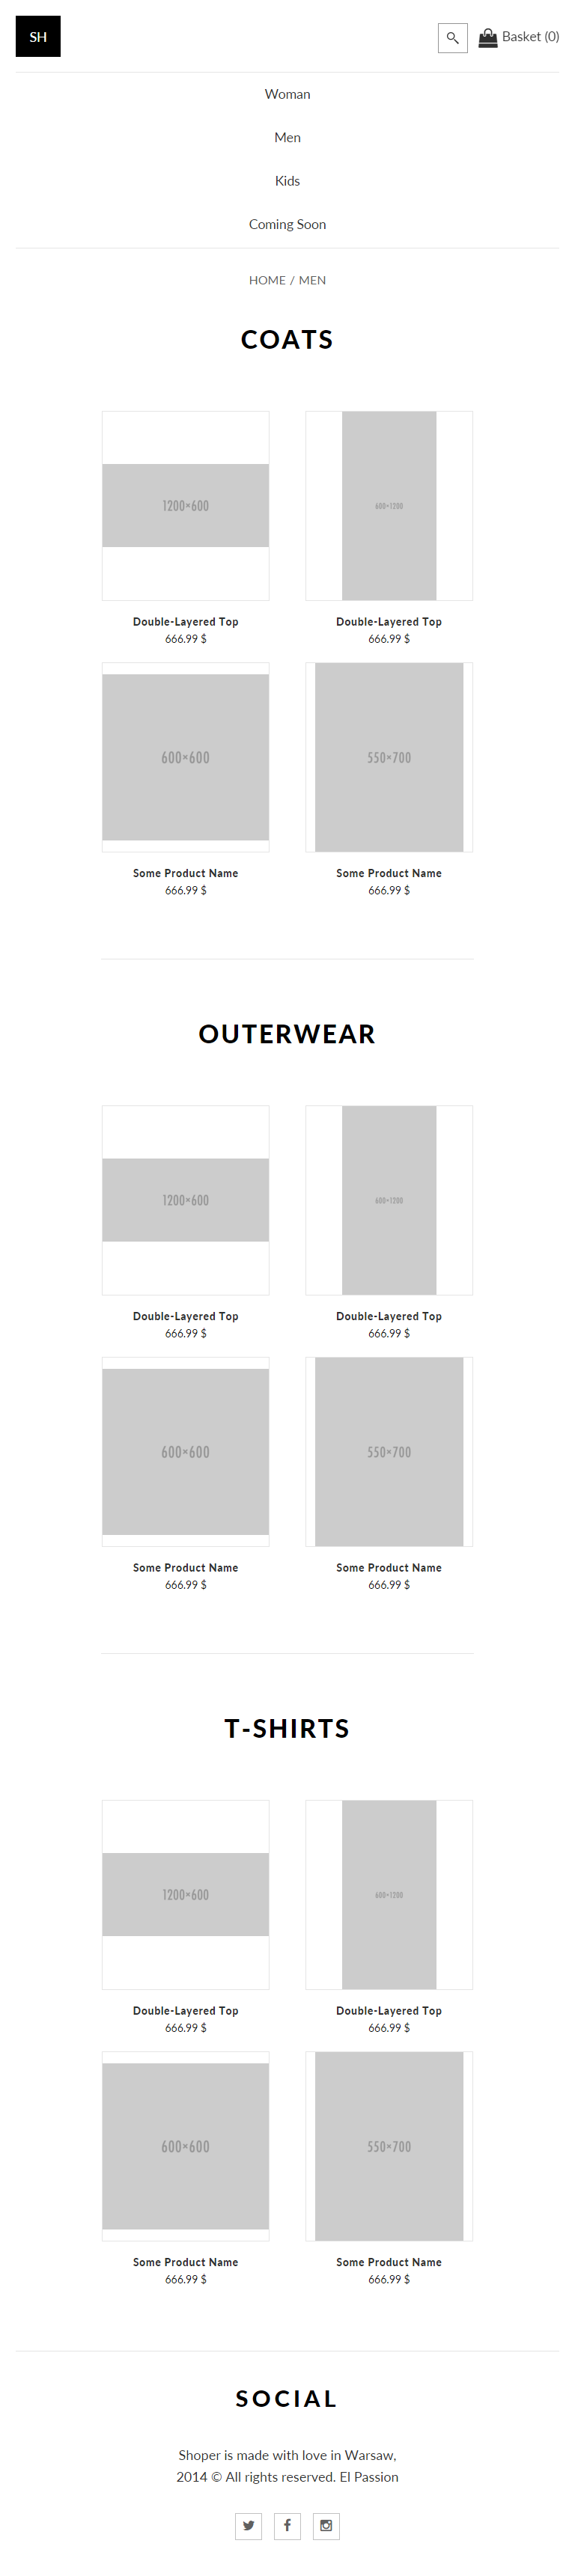 SH
Basket (0)
Woman
Men
Kids
Coming Soon
HOME / MEN
COATS
1200×600
600×1200
Double-Layered Top
666.99 $
Double-Layered Top
666.99 $
600×600
550×700
Some Product Name
666.99 $
Some Product Name
666.99 $
OUTERWEAR
1200×600
600×1200
Double-Layered Top
666.99 $
Double-Layered Top
666.99 $
600×600
550×700
Some Product Name
666.99 $
Some Product Name
666.99 $
T-SHIRTS
1200×600
600×1200
Double-Layered Top
666.99 $
Double-Layered Top
666.99 $
600×600
550×700
Some Product Name
666.99 $
Some Product Name
666.99 $
SOCIAL
Shoper is made with love in Warsaw,
2014 © All rights reserved. El Passion